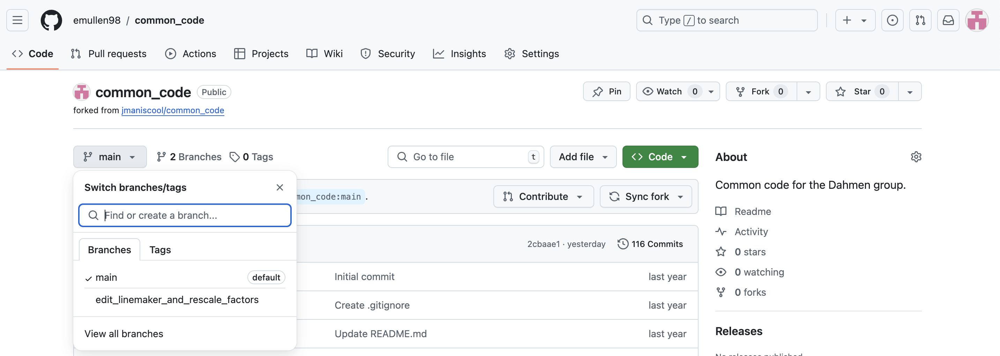 emullen98 / common_code
Type / to search
Code
Pull requests
Actions
Projects
Wiki
Security
Insights
Settings
common_code Public
Pin
Watch 0
Fork 0
Star 0
forked from jmaniscool/common_code
main
2 Branches
0 Tags
Go to file t
Add file
Code
About
Switch branches/tags
Common code for the Dahmen group.
mon_code:main .
Contribute
Sync fork
Find or create a branch...
Readme
Activity
2cbaae1 · yesterday
116 Commits
Branches
Tags
0 stars
main default
Initial commit last year
0 watching
edit_linemaker_and_rescale_factors
Create .gitignore last year
0 forks
View all branches
Update README.md last year
Releases
No releases published